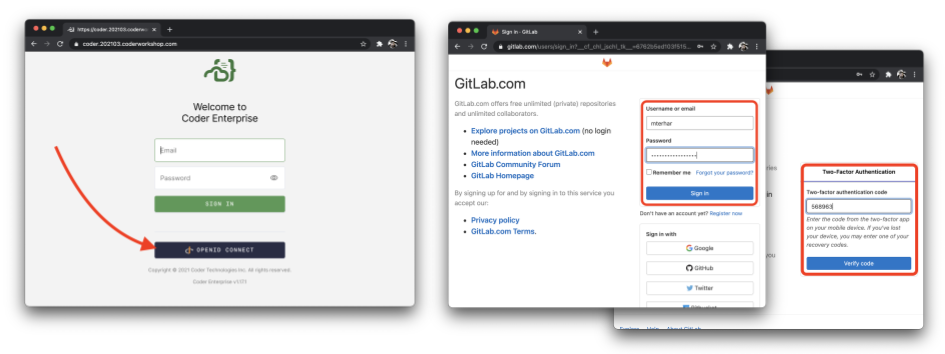 https://coder.202103.coderwo
coder.202103.coderworkshop.com
Welcome to
Coder Enterprise
Email
Password
SIGN IN
OPENID CONNECT
Copyright © 2021 Coder Technologies Inc. All rights reserved.
Coder Enterprise
Sign in · GitLab
gitlab.com/users/sign_in?__cf_chl_jschl_tk__=6762b5ad103f515...
GitLab.com
GitLab.com offers free unlimited (private) repositories
and unlimited collaborators.
Explore projects on GitLab.com (no login
needed)
More information about GitLab.com
GitLab Community Forum
GitLab Homepage
By signing up for and by signing in to this service you
accept our:
Privacy policy
GitLab.com Terms.
Username or email
mterhar
Password
Remember me Forgot your password?
Sign in
Don't have an account yet? Register now
Sign in with
Google
GitHub
Twitter
Two-Factor Authentication
Two-factor authentication code
568963
Enter the code from the two-factor app
on your mobile device. If you've lost
your device, you may enter one of your
recovery codes.
Verify code
ries
in
you
Explore Help About GitLab